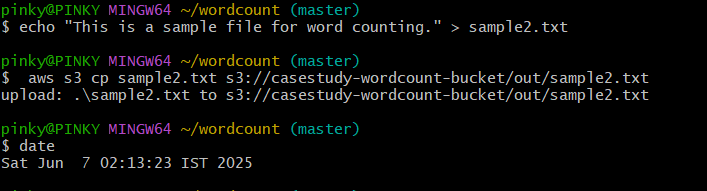 pinky@PINKY MINGW64 ~/wordcount (master)
$ echo "This is a sample file for word counting." > sample2.txt
pinky@PINKY MINGW64 ~/wordcount (master)
$  aws s3 cp sample2.txt s3://casestudy-wordcount-bucket/out/sample2.txt
upload: .\sample2.txt to s3://casestudy-wordcount-bucket/out/sample2.txt
pinky@PINKY MINGW64 ~/wordcount (master)
$ date
Sat Jun  7 02:13:23 IST 2025